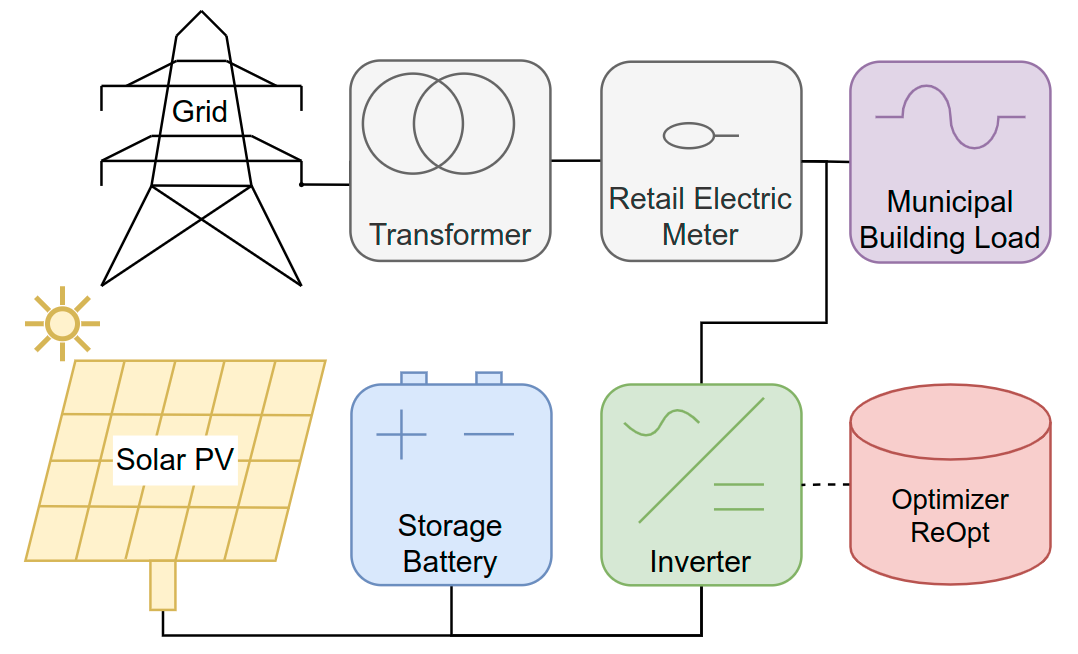 Grid
Transformer
Retail Electric
Meter
Municipal
Building Load
Solar PV
Storage
Battery
Inverter
Optimizer
ReOpt